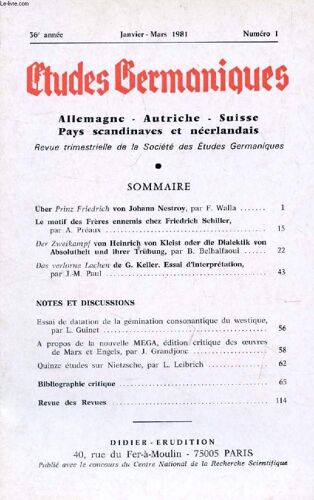 36e année Janvier - Mars 1981 Numéro 1
Etudes Germaniques
Allemagne - Autriche - Suisse
Pays scandinaves et néerlandais
Revue trimestrielle de la Société des Études Germaniques
SOMMAIRE
Über Prinz Friedrich von Johann Nestroy, par F. Walla ....... 1
Le motif des Frères ennemis chez Friedrich Schiller,
par A. Préaux ....... 15
Der Zweikampf von Heinrich von Kleist oder die Dialektik von
Absolutheit und ihrer Trübung, par B. Belhalfaoui ....... 22
Das verlorne Lachen de G. Keller. Essai d'Interprétation,
par J.-M. Paul ....... 43
NOTES ET DISCUSSIONS
Essai de datation de la gémination consonantique du westique,
par L. Guinet ....... 56
A propos de la nouvelle MEGA, édition critique des œuvres
de Marx et Engels, par J. Grandjonc ....... 58
Quinze études sur Nietzsche, par L. Leibrich ....... 62
Bibliographie critique ....... 65
Revue des Revues ....... 114
DIDIER - ERUDITION
40, rue du Fer-à-Moulin - 75005 PARIS
Publié avec le concours du Centre National de la Recherche Scientifique